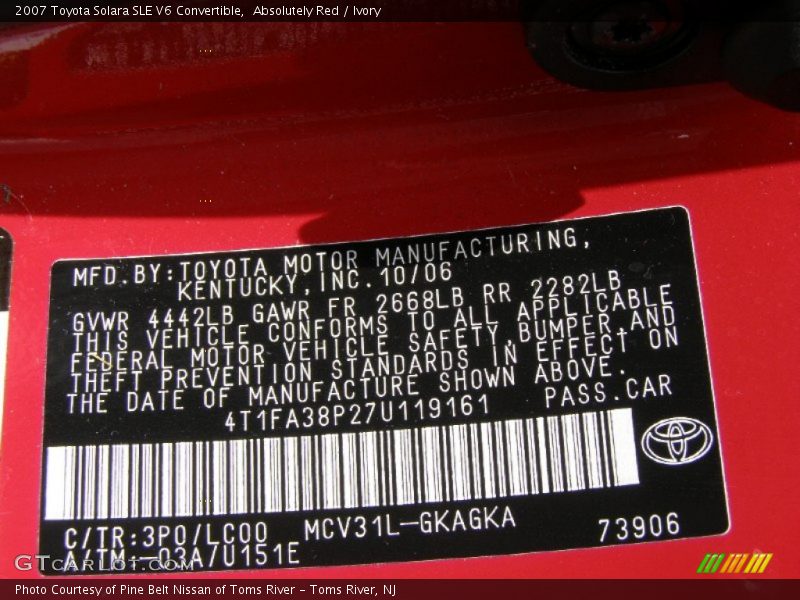 2007 Toyota Solara SLE V6 Convertible, Absolutely Red / Ivory
MFD.BY:TOYOTA MOTOR MANUFACTURING,
KENTUCKY,INC.10/06
GVWR 4442LB GAWR FR 2668LB RR 2282LB
THIS VEHICLE CONFORMS TO ALL APPLICABLE
FEDERAL MOTOR VEHICLE SAFETY,BUMPER,AND
THEFT PREVENTION STANDARDS IN EFFECT ON
THE DATE OF MANUFACTURE SHOWN ABOVE.
4T1FA38P27U119161 PASS.CAR
C/TR:3P0/LC00 MCV31L-GKAGKA 73906
A/TM:-03A/U151E
GTcarlot.com
Photo Courtesy of Pine Belt Nissan of Toms River - Toms River, NJ